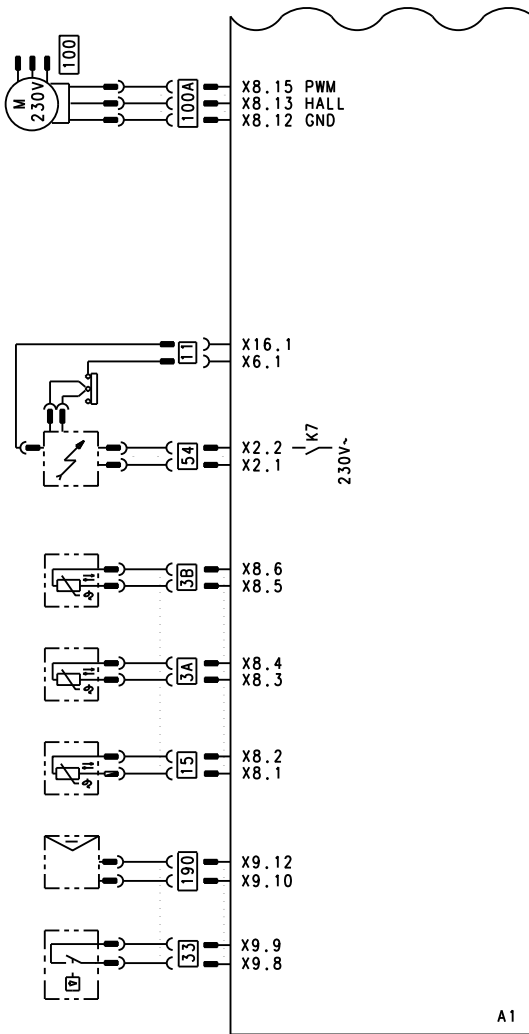 100
M
230V
100A
X8.15 PWM
X8.13 HALL
X8.12 GND
11
X16.1
X6.1
54
X2.2
X2.1
K7
230V~
3B
X8.6
X8.5
3A
X8.4
X8.3
15
X8.2
X8.1
190
X9.12
X9.10
33
X9.9
X9.8
A1